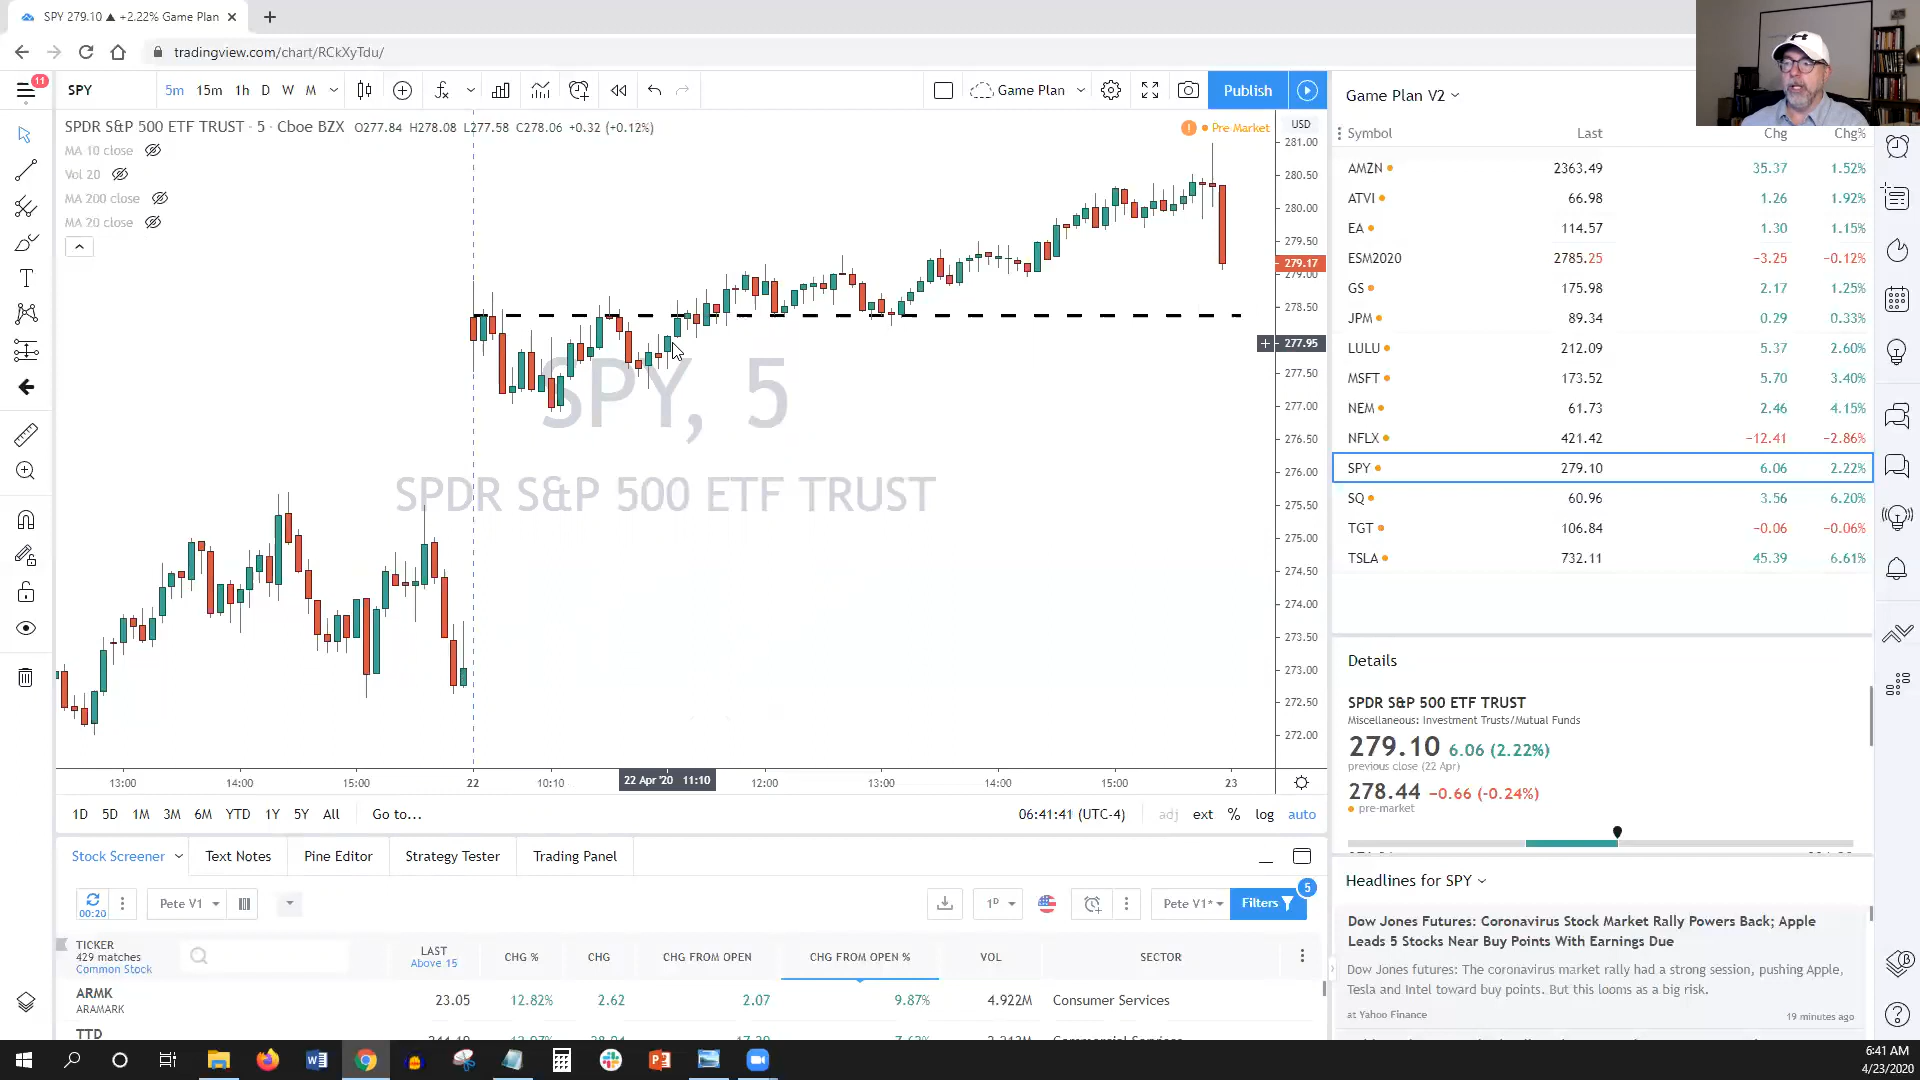 SPY 279.10 ▲ +2.22% Game Plan
tradingview.com/chart/RCkXyTdu/
11
SPY 5m 15m 1h D W M Game Plan Publish
SPDR S&P 500 ETF TRUST · 5 · Cboe BZX O277.84 H278.08 L277.58 C278.06 +0.32 (+0.12%)
Pre Market
USD
MA 10 close
Vol 20
MA 200 close
MA 20 close
281.00
280.50
280.00
279.50
279.17
279.00
278.50
277.95
277.50
277.00
276.50
276.00
275.50
275.00
274.50
274.00
273.50
273.00
272.50
272.00
SPY, 5
SPDR S&P 500 ETF TRUST
13:00 14:00 15:00 22 10:10 22 Apr '20 11:10 12:00 13:00 14:00 15:00 23
1D 5D 1M 3M 6M YTD 1Y 5Y All Go to... 06:41:41 (UTC-4) adj ext % log auto
Stock Screener Text Notes Pine Editor Strategy Tester Trading Panel
00:20 Pete V1 1D Pete V1* Filters 5
TICKER
429 matches
Common Stock
LAST
Above 15
CHG % CHG CHG FROM OPEN CHG FROM OPEN % VOL SECTOR
ARMK
ARAMARK
23.05 12.82% 2.62 2.07 9.87% 4.922M Consumer Services
TTD
Game Plan V2
Symbol Last Chg Chg%
AMZN 2363.49 35.37 1.52%
ATVI 66.98 1.26 1.92%
EA 114.57 1.30 1.15%
ESM2020 2785.25 −3.25 −0.12%
GS 175.98 2.17 1.25%
JPM 89.34 0.29 0.33%
LULU 212.09 5.37 2.60%
MSFT 173.52 5.70 3.40%
NEM 61.73 2.46 4.15%
NFLX 421.42 −12.41 −2.86%
SPY 279.10 6.06 2.22%
SQ 60.96 3.56 6.20%
TGT 106.84 −0.06 −0.06%
TSLA 732.11 45.39 6.61%
Details
SPDR S&P 500 ETF TRUST
Miscellaneous: Investment Trusts/Mutual Funds
279.10 6.06 (2.22%)
previous close (22 Apr)
278.44 −0.66 (−0.24%)
pre-market
Headlines for SPY
Dow Jones Futures: Coronavirus Stock Market Rally Powers Back; Apple
Leads 5 Stocks Near Buy Points With Earnings Due
Dow Jones futures: The coronavirus market rally had a strong session, pushing Apple,
Tesla and Intel toward buy points. But this looms as a big risk.
at Yahoo Finance 19 minutes ago
6:41 AM
4/23/2020